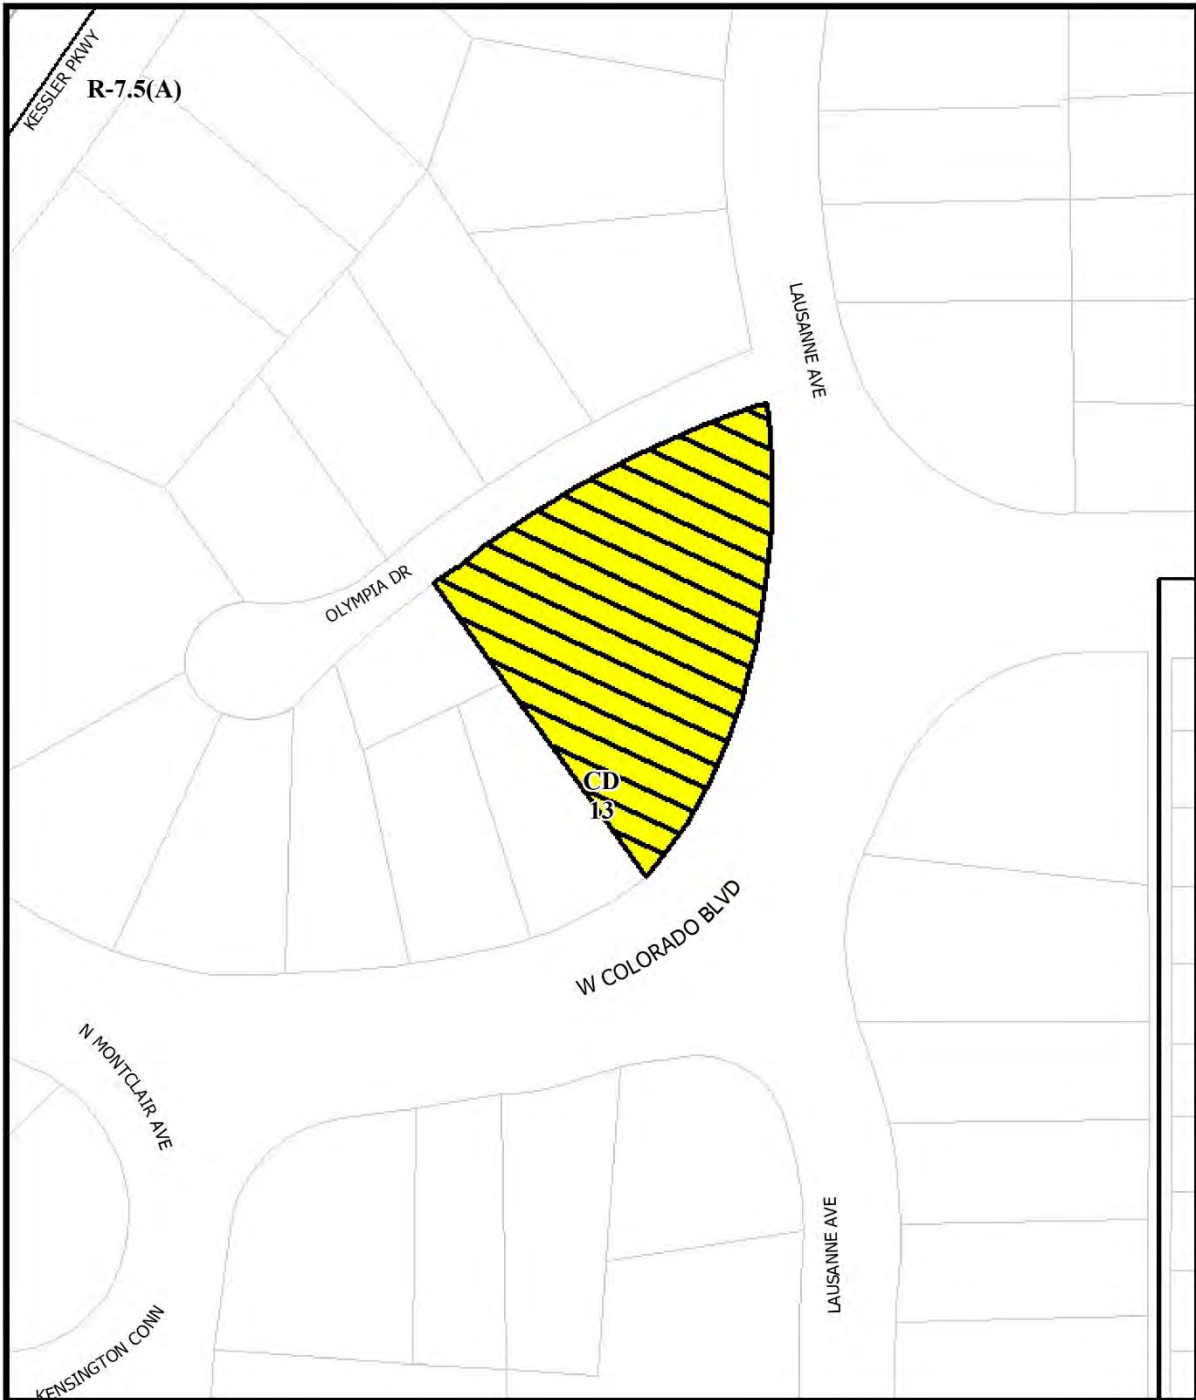 KESSLER PKWY
R-7.5(A)
LAUSANNE AVE
OLYMPIA DR
CD
13
W COLORADO BLVD
N MONTCLAIR AVE
LAUSANNE AVE
KENSINGTON CONN